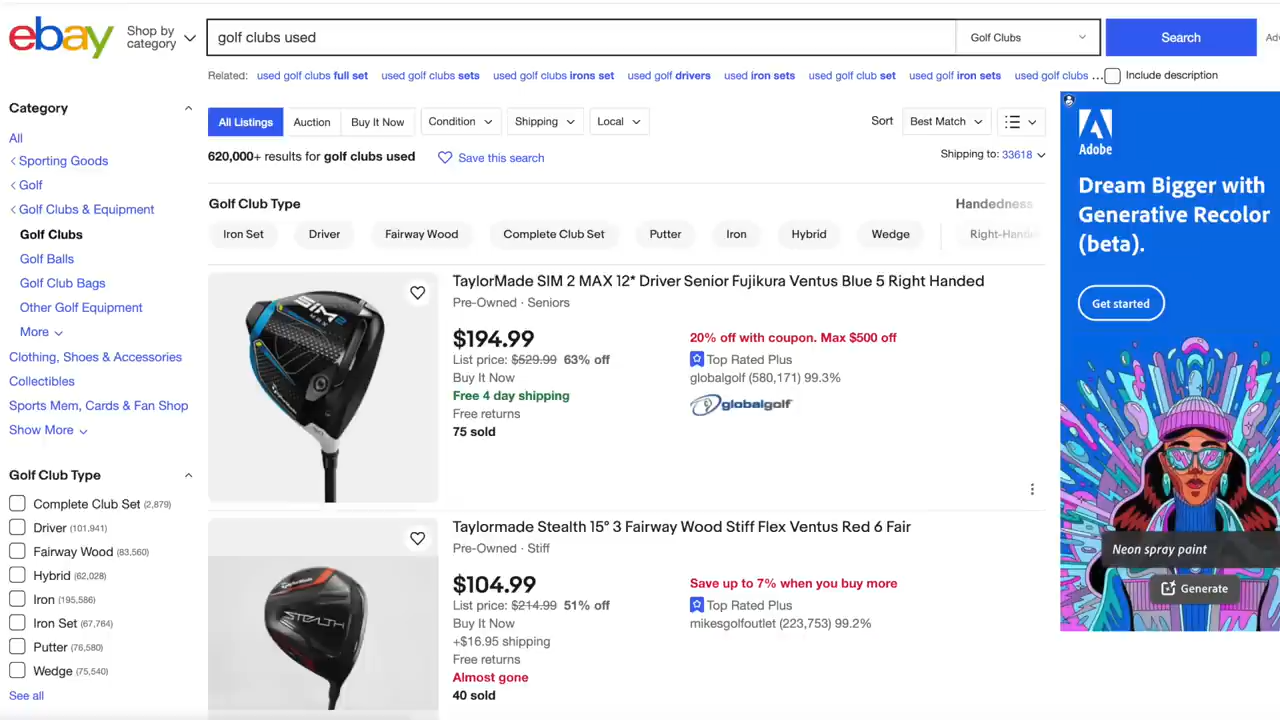 ebay
Shop by category
golf clubs used
Golf Clubs
Search
Related: used golf clubs full set used golf clubs sets used golf clubs irons set used golf drivers used iron sets used golf club set used golf iron sets used golf clubs ...
Include description
Category
All
Sporting Goods
Golf
Golf Clubs & Equipment
Golf Clubs
Golf Balls
Golf Club Bags
Other Golf Equipment
More
Clothing, Shoes & Accessories
Collectibles
Sports Mem, Cards & Fan Shop
Show More
Golf Club Type
Complete Club Set (2,879)
Driver (101,941)
Fairway Wood (83,560)
Hybrid (62,028)
Iron (195,586)
Iron Set (67,764)
Putter (76,580)
Wedge (75,540)
See all
All Listings Auction Buy It Now Condition Shipping Local
Sort Best Match
620,000+ results for golf clubs used Save this search
Shipping to: 33618
Golf Club Type
Handedness
Iron Set Driver Fairway Wood Complete Club Set Putter Iron Hybrid Wedge
TaylorMade SIM 2 MAX 12* Driver Senior Fujikura Ventus Blue 5 Right Handed
Pre-Owned · Seniors
$194.99
List price: $529.99 63% off
Buy It Now
Free 4 day shipping
Free returns
75 sold
20% off with coupon. Max $500 off
Top Rated Plus
globalgolf (580,171) 99.3%
globalgolf
SIM2
MAX
TaylorMade
Taylormade Stealth 15° 3 Fairway Wood Stiff Flex Ventus Red 6 Fair
Pre-Owned · Stiff
$104.99
List price: $214.99 51% off
Buy It Now
+$16.95 shipping
Free returns
Almost gone
40 sold
Save up to 7% when you buy more
Top Rated Plus
mikesgolfoutlet (223,753) 99.2%
TaylorMade
STEALTH
Adobe
Dream Bigger with
Generative Recolor
(beta).
Get started
Neon spray paint
Generate